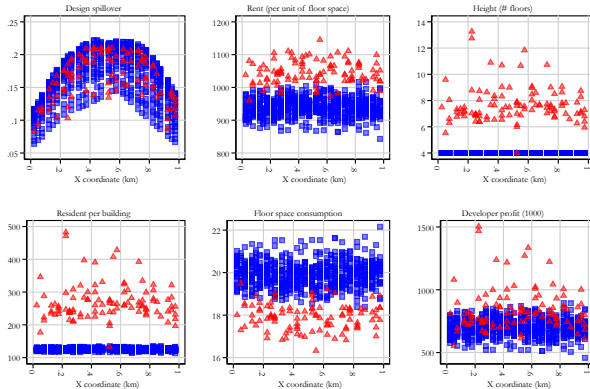 Design spillover
.25
.2
.15
.1
.05
0 .2 .4 .6 .8 1
X coordinate (km)
Rent (per unit of floor space)
1200
1100
1000
900
800
0 .2 .4 .6 .8 1
X coordinate (km)
Height (# floors)
14
12
10
8
6
4
0 .2 .4 .6 .8 1
X coordinate (km)
Resident per building
500
400
300
200
100
0 .2 .4 .6 .8 1
X coordinate (km)
Floor space consumption
22
20
18
16
0 .2 .4 .6 .8 1
X coordinate (km)
Developer profit (1000)
1500
1000
500
0 .2 .4 .6 .8 1
X coordinate (km)